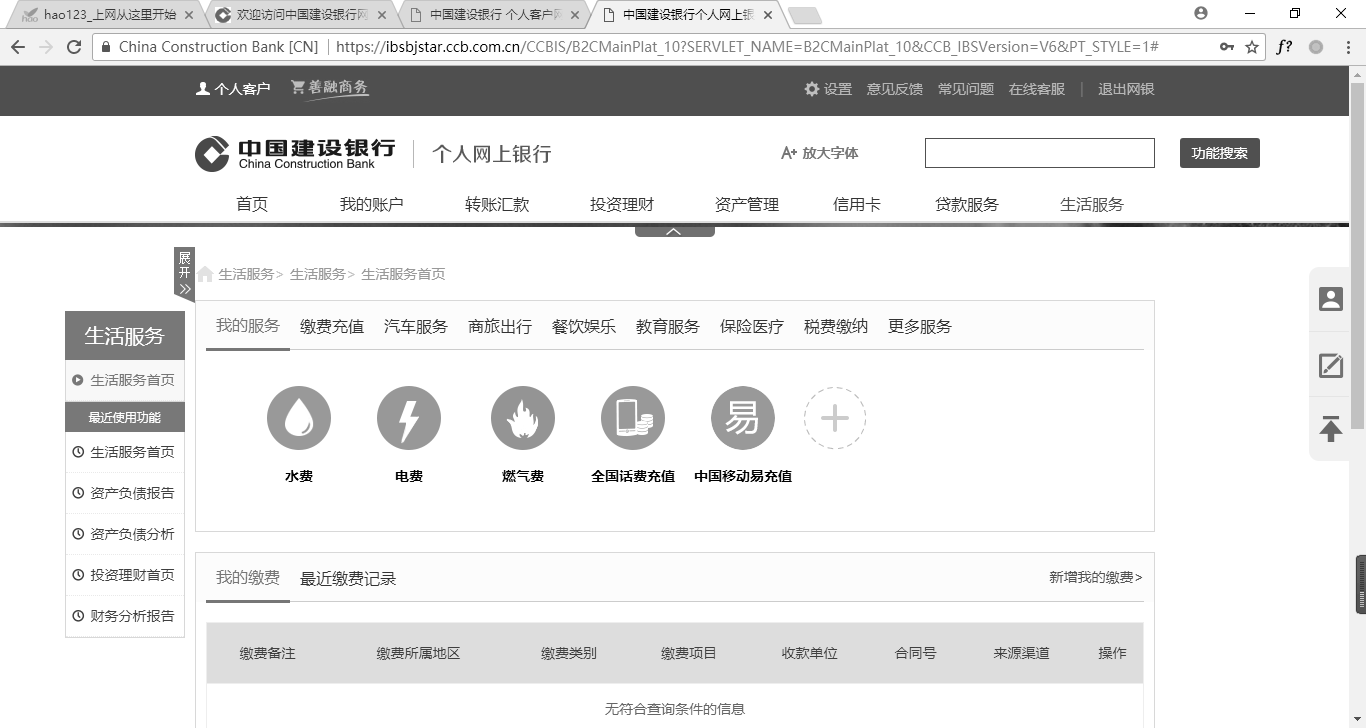 hao123_上网从这里开始
欢迎访问中国建设银行网
中国建设银行 个人客户网
中国建设银行个人网上银
China Construction Bank [CN] | https://ibsbjstar.ccb.com.cn/CCBIS/B2CMainPlat_10?SERVLET_NAME=B2CMainPlat_10&CCB_IBSVersion=V6&PT_STYLE=1#
f?
个人客户 善融商务 设置 意见反馈 常见问题 在线客服 | 退出网银
中国建设银行
China Construction Bank
个人网上银行
A+ 放大字体
功能搜索
首页 我的账户 转账汇款 投资理财 资产管理 信用卡 贷款服务 生活服务
展开
生活服务> 生活服务> 生活服务首页
生活服务
生活服务首页
最近使用功能
生活服务首页
资产负债报告
资产负债分析
投资理财首页
财务分析报告
我的服务 缴费充值 汽车服务 商旅出行 餐饮娱乐 教育服务 保险医疗 税费缴纳 更多服务
易
水费 电费 燃气费 全国话费充值 中国移动易充值
我的缴费 最近缴费记录 新增我的缴费>
缴费备注 缴费所属地区 缴费类别 缴费项目 收款单位 合同号 来源渠道 操作
无符合查询条件的信息